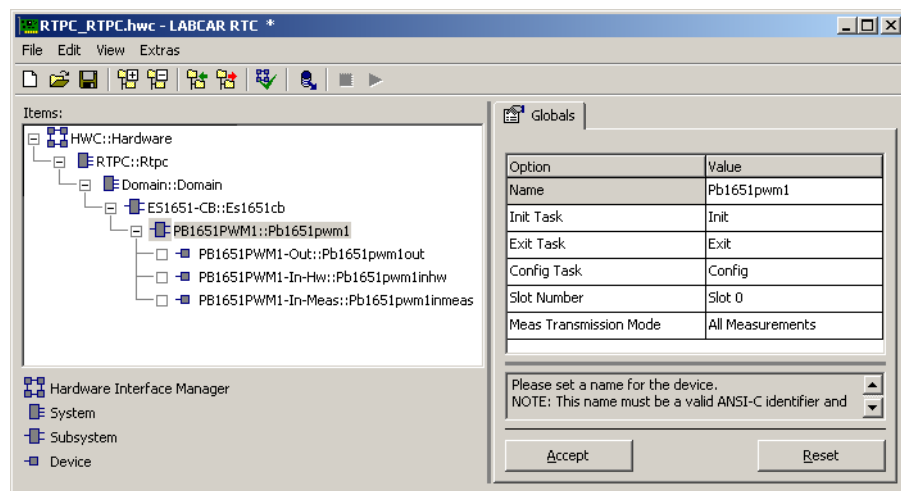 RTPC_RTPC.hwc - LABCAR RTC *
File Edit View Extras
Items:
HWC::Hardware
RTPC::Rtpc
Domain::Domain
ES1651-CB::Es1651cb
PB1651PWM1::Pb1651pwm1
PB1651PWM1-Out::Pb1651pwm1out
PB1651PWM1-In-Hw::Pb1651pwm1inhw
PB1651PWM1-In-Meas::Pb1651pwm1inmeas
Hardware Interface Manager
System
Subsystem
Device
Globals
Option Value
Name Pb1651pwm1
Init Task Init
Exit Task Exit
Config Task Config
Slot Number Slot 0
Meas Transmission Mode All Measurements
Please set a name for the device.
NOTE: This name must be a valid ANSI-C identifier and
Accept Reset